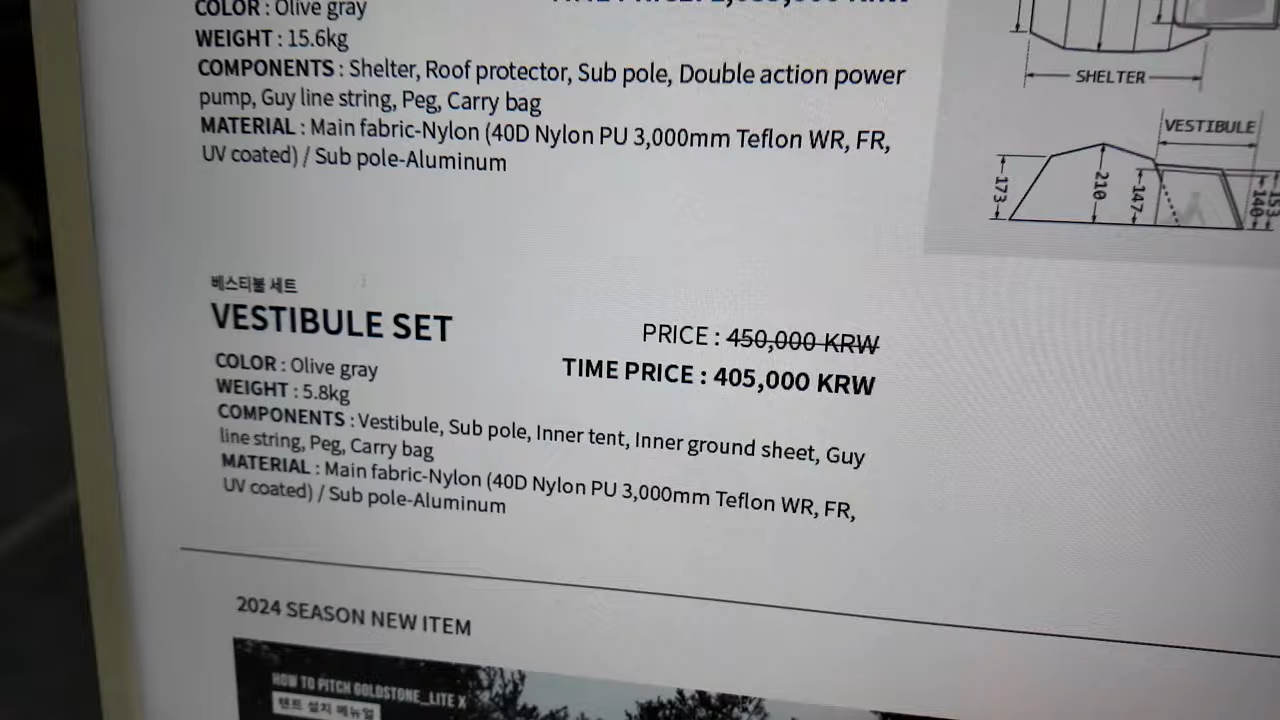 COLOR : Olive gray
WEIGHT : 15.6kg
COMPONENTS : Shelter, Roof protector, Sub pole, Double action power
pump, Guy line string, Peg, Carry bag
MATERIAL : Main fabric-Nylon (40D Nylon PU 3,000mm Teflon WR, FR,
UV coated) / Sub pole-Aluminum
SHELTER
VESTIBULE
173
210
147
140
153
베스티불 세트
VESTIBULE SET
PRICE : 450,000 KRW
TIME PRICE : 405,000 KRW
COLOR : Olive gray
WEIGHT : 5.8kg
COMPONENTS : Vestibule, Sub pole, Inner tent, Inner ground sheet, Guy
line string, Peg, Carry bag
MATERIAL : Main fabric-Nylon (40D Nylon PU 3,000mm Teflon WR, FR,
UV coated) / Sub pole-Aluminum
2024 SEASON NEW ITEM
HOW TO PITCH GOLDSTONE_LITE X
텐트 설치 메뉴얼